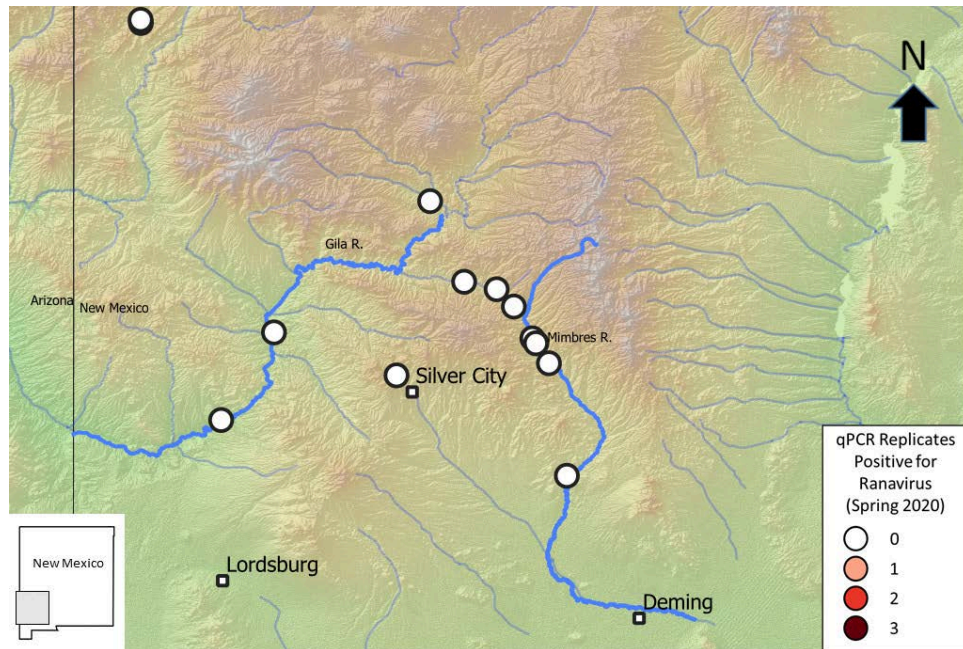 N
Gila R.
Arizona
New Mexico
Mimbres R.
Silver City
Lordsburg
Deming
New Mexico
qPCR Replicates
Positive for
Ranavirus
(Spring 2020)
0
1
2
3